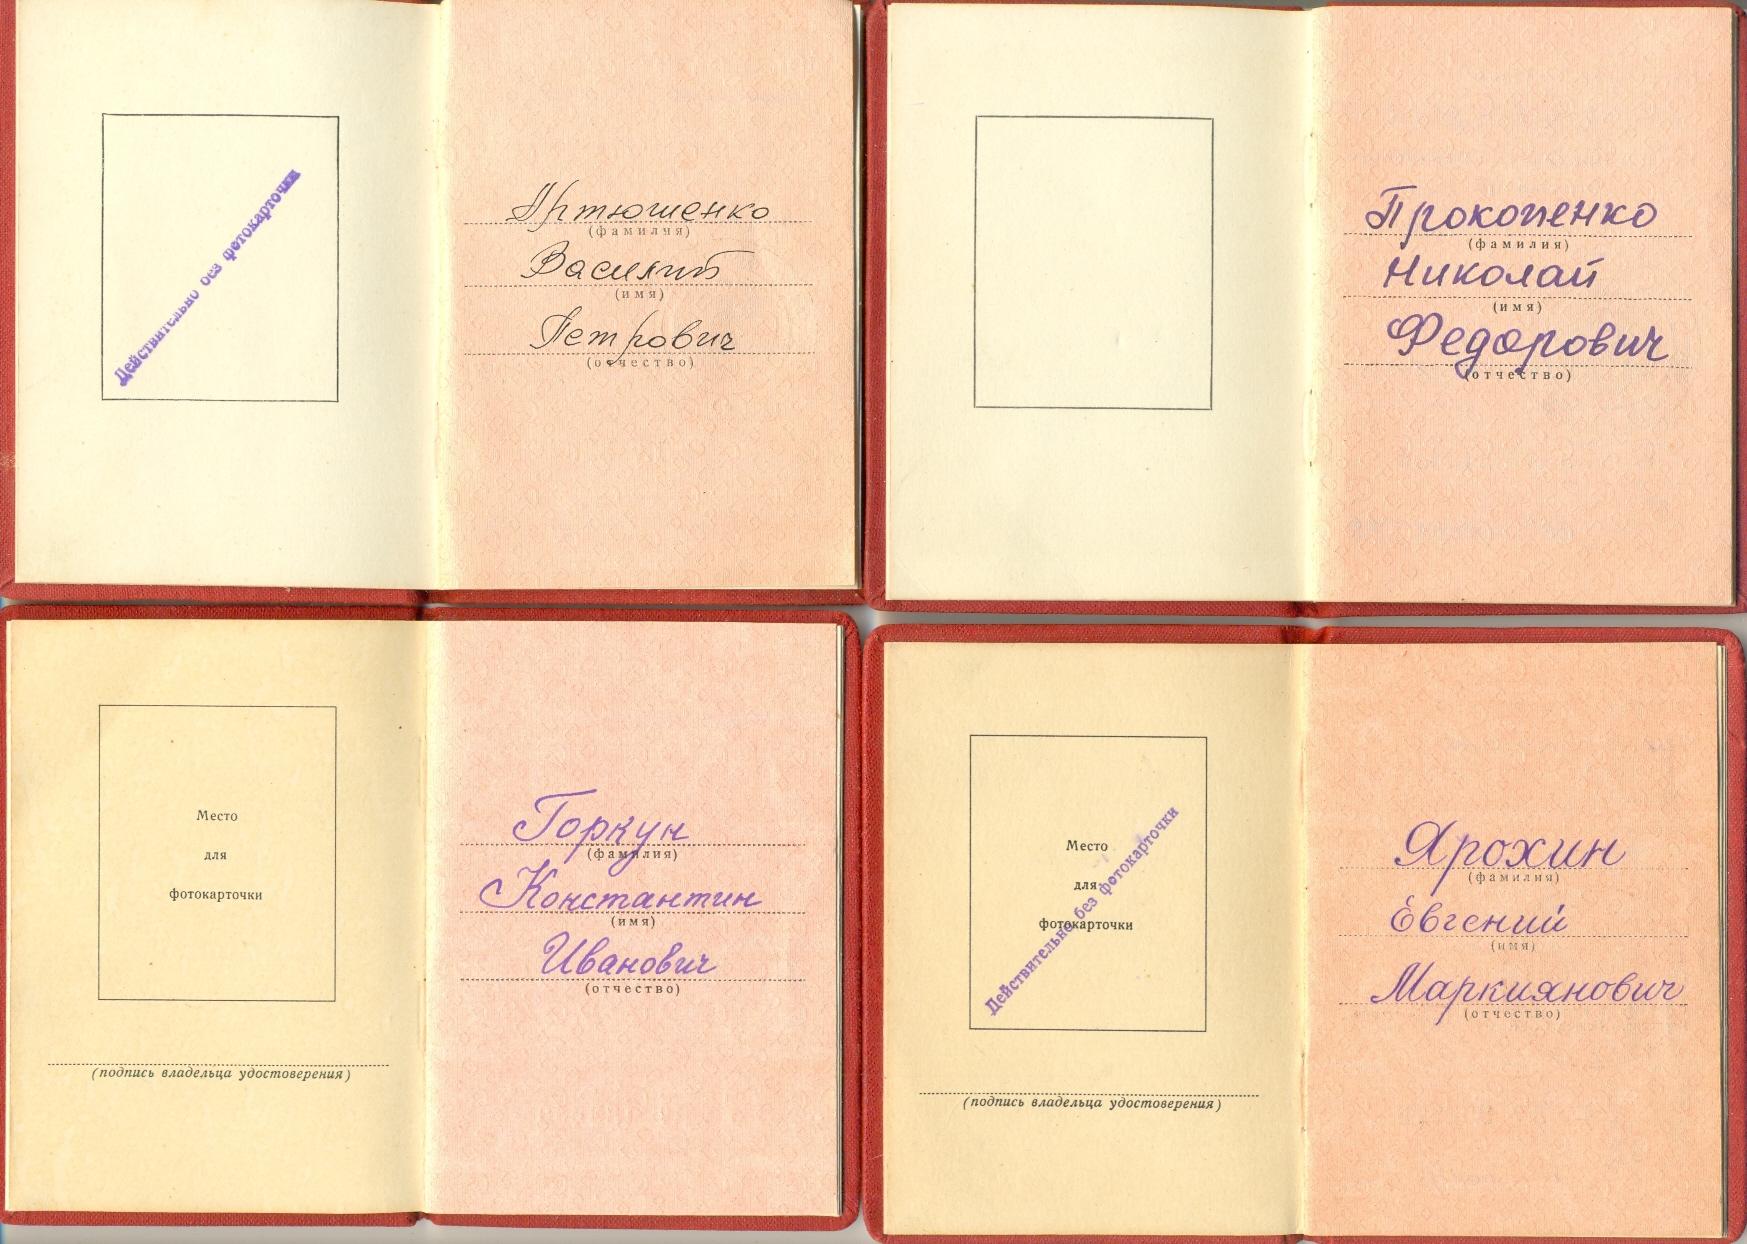 Действительно без фотокарточки
Артюшенко
(фамилия)
Василий
(имя)
Петрович
(отчество)
Прокопенко
(фамилия)
Николай
(имя)
Федорович
(отчество)
Место
для
фотокарточки
(подпись владельца удостоверения)
Горкун
(фамилия)
Константин
(имя)
Иванович
(отчество)
Место
для
фотокарточки
Действительно без фотокарточки
(подпись владельца удостоверения)
Ярохин
(фамилия)
Евгений
(имя)
Маркиянович
(отчество)